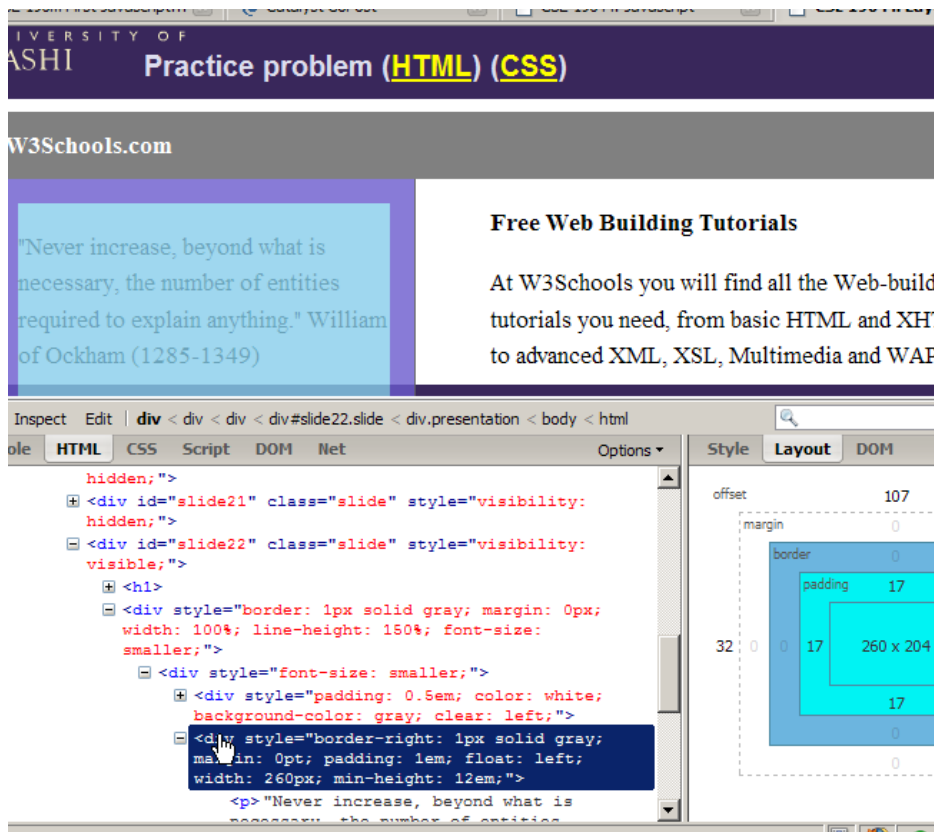 IVERSITY OF
ASHI
Practice problem (HTML) (CSS)
W3Schools.com
"Never increase, beyond what is
necessary, the number of entities
required to explain anything." William
of Ockham (1285-1349)
Free Web Building Tutorials
At W3Schools you will find all the Web-build
tutorials you need, from basic HTML and XHT
to advanced XML, XSL, Multimedia and WAP
Inspect Edit div < div < div < div#slide22.slide < div.presentation < body < html
ole HTML CSS Script DOM Net Options
hidden;">
<div id="slide21" class="slide" style="visibility:
hidden;">
<div id="slide22" class="slide" style="visibility:
visible;">
<h1>
<div style="border: 1px solid gray; margin: 0px;
width: 100%; line-height: 150%; font-size:
smaller;">
<div style="font-size: smaller;">
<div style="padding: 0.5em; color: white;
background-color: gray; clear: left;">
<div style="border-right: 1px solid gray;
margin: 0pt; padding: 1em; float: left;
width: 260px; min-height: 12em;">
<p>"Never increase, beyond what is
necessary, the number of entities
Style Layout DOM
offset 107
margin 0
border 0
padding 17
32 0 0 17 260 x 204
17
0
0